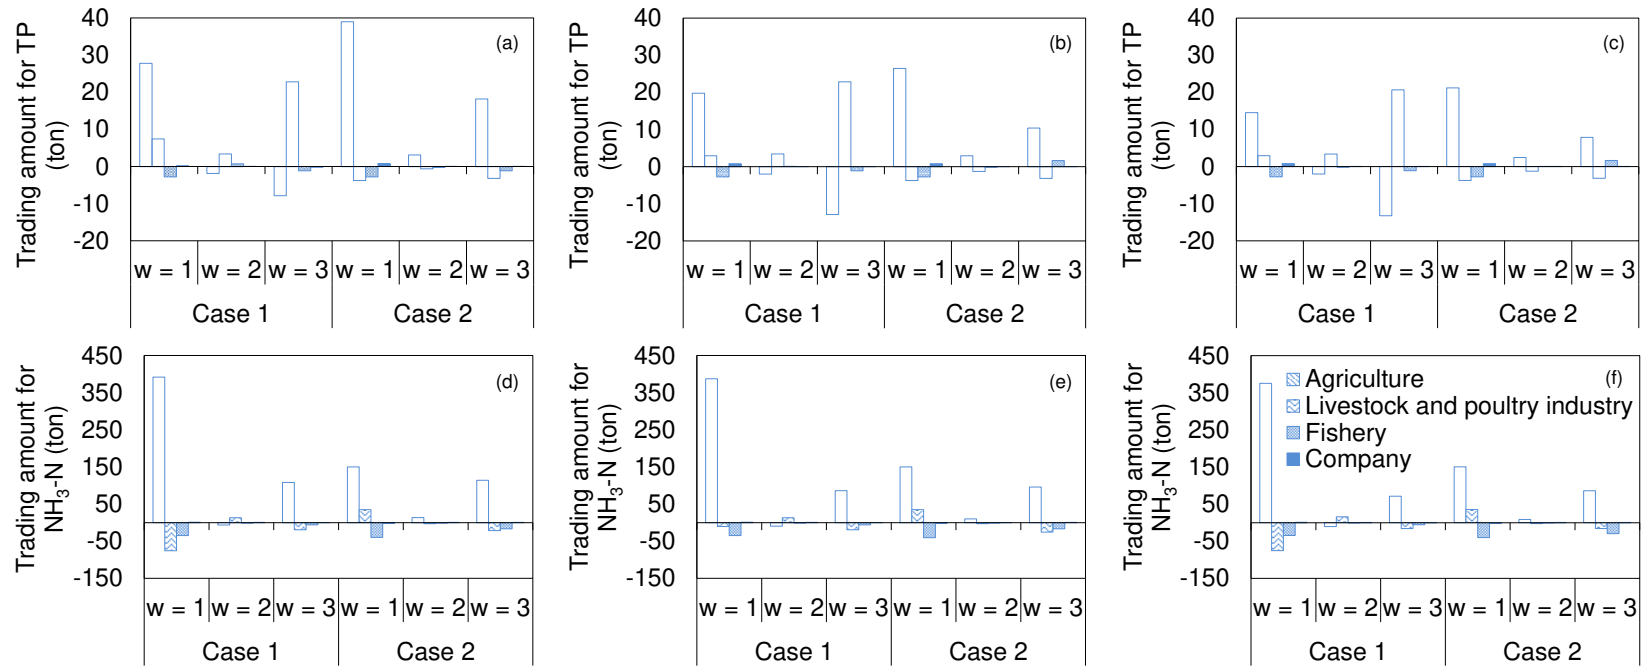 Trading amount for TP
(ton)
40
30
20
10
0
-10
-20
(a)
w = 1 w = 2 w = 3 w = 1 w = 2 w = 3
Case 1 Case 2
Trading amount for TP
(ton)
40
30
20
10
0
-10
-20
(b)
w = 1 w = 2 w = 3 w = 1 w = 2 w = 3
Case 1 Case 2
Trading amount for TP
(ton)
40
30
20
10
0
-10
-20
(c)
w = 1 w = 2 w = 3 w = 1 w = 2 w = 3
Case 1 Case 2
Trading amount for
NH3-N (ton)
450
350
250
150
50
-50
-150
(d)
w = 1 w = 2 w = 3 w = 1 w = 2 w = 3
Case 1 Case 2
Trading amount for
NH3-N (ton)
450
350
250
150
50
-50
-150
(e)
w = 1 w = 2 w = 3 w = 1 w = 2 w = 3
Case 1 Case 2
Trading amount for
NH3-N (ton)
450
350
250
150
50
-50
-150
(f)
Agriculture
Livestock and poultry industry
Fishery
Company
w = 1 w = 2 w = 3 w = 1 w = 2 w = 3
Case 1 Case 2